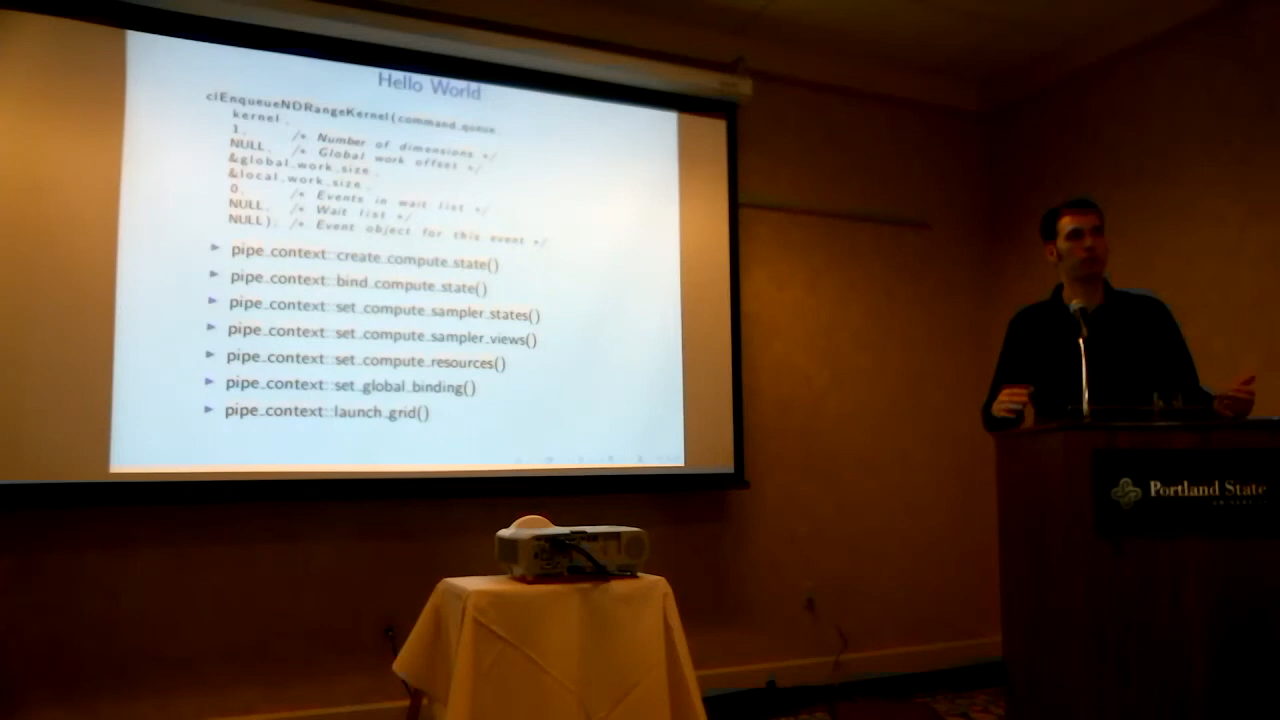 Hello World
clEnqueueNDRangeKernel(command_queue
kernel,
1, /* Number of dimensions */
NULL, /* Global work offset */
&global_work_size,
&local_work_size,
0, /* Events in wait list */
NULL, /* Wait list */
NULL); /* Event object for this event */
▶ pipe_context::create_compute_state()
▶ pipe_context::bind_compute_state()
▶ pipe_context::set_compute_sampler_states()
▶ pipe_context::set_compute_sampler_views()
▶ pipe_context::set_compute_resources()
▶ pipe_context::set_global_binding()
▶ pipe_context::launch_grid()
Portland State